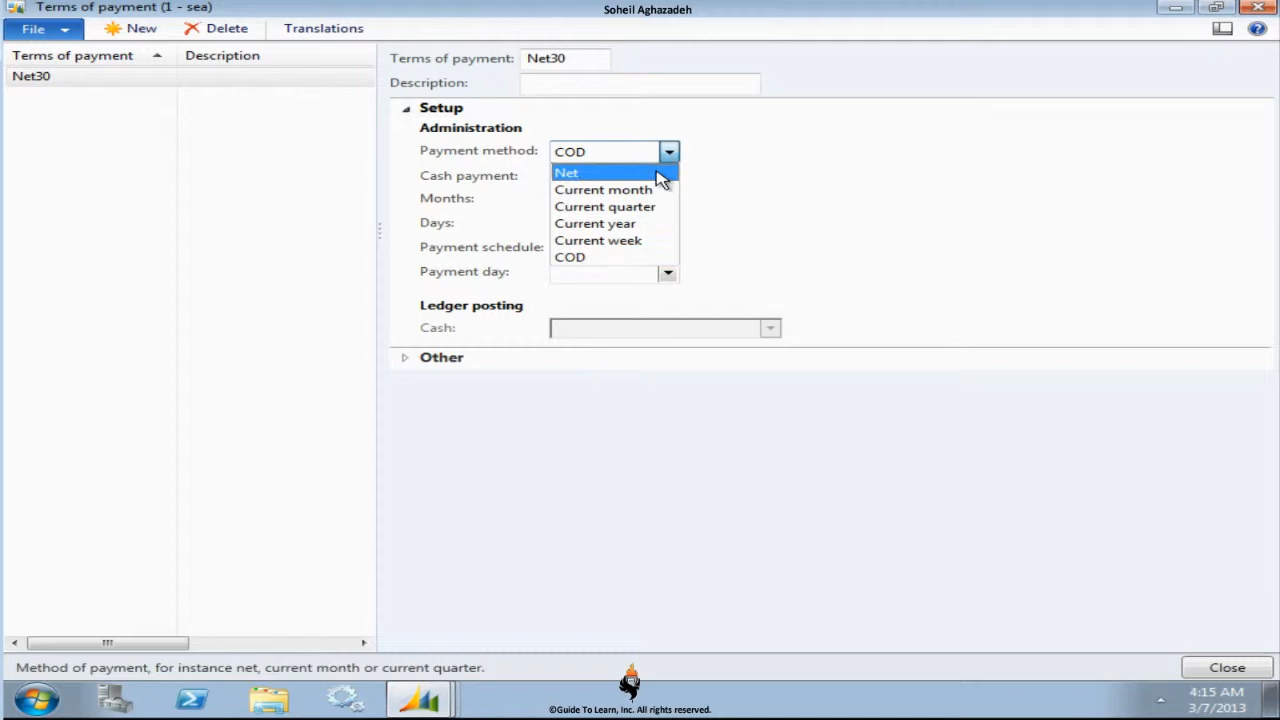 Terms of payment (1 - sea)
Soheil Aghazadeh
File New Delete Translations
Terms of payment Description
Net30
Terms of payment: Net30
Description:
Setup
Administration
Payment method: COD
Net
Cash payment:
Current month
Months:
Current quarter
Days:
Current year
Current week
Payment schedule:
COD
Payment day:
Ledger posting
Cash:
Other
Method of payment, for instance net, current month or current quarter.
Close
4:15 AM
3/7/2013
©Guide To Learn, Inc. All rights reserved.